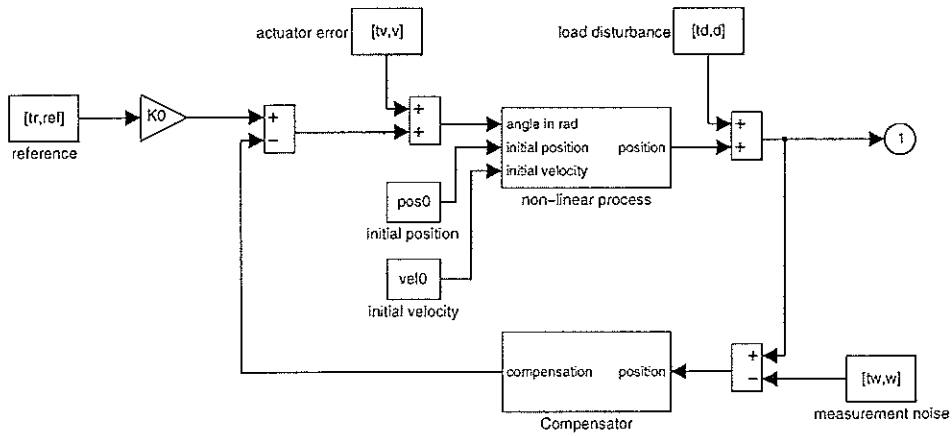 actuator error
[tv,v]
load disturbance
[td,d]
[tr,ref]
K0
+
−
+
+
angle in rad
initial position
initial velocity
position
+
+
1
reference
non−linear process
pos0
initial position
vel0
initial velocity
compensation
position
+
−
[tw,w]
Compensator
measurement noise